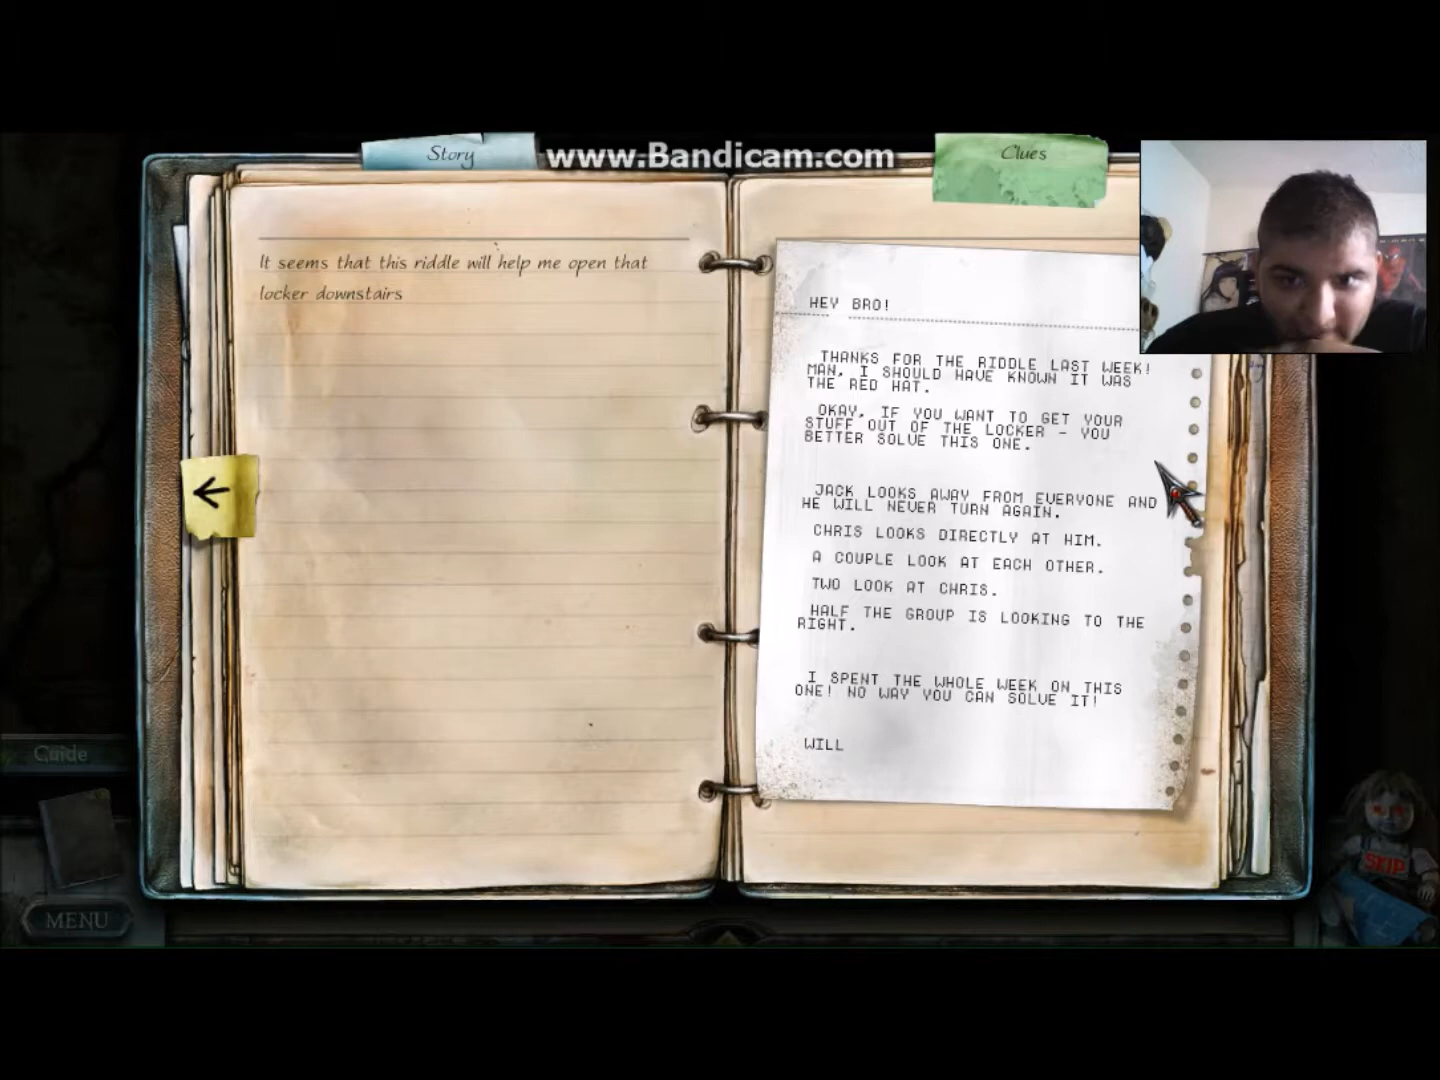 Story
www.Bandicam.com
Clues
It seems that this riddle will help me open that
locker downstairs
HEY BRO!
THANKS FOR THE RIDDLE LAST WEEK!
MAN, I SHOULD HAVE KNOWN IT WAS
THE RED HAT.
OKAY, IF YOU WANT TO GET YOUR
STUFF OUT OF THE LOCKER - YOU
BETTER SOLVE THIS ONE.
JACK LOOKS AWAY FROM EVERYONE AND
HE WILL NEVER TURN AGAIN.
CHRIS LOOKS DIRECTLY AT HIM.
A COUPLE LOOK AT EACH OTHER.
TWO LOOK AT CHRIS.
HALF THE GROUP IS LOOKING TO THE
RIGHT.
I SPENT THE WHOLE WEEK ON THIS
ONE! NO WAY YOU CAN SOLVE IT!
WILL
Guide
MENU
SKIP